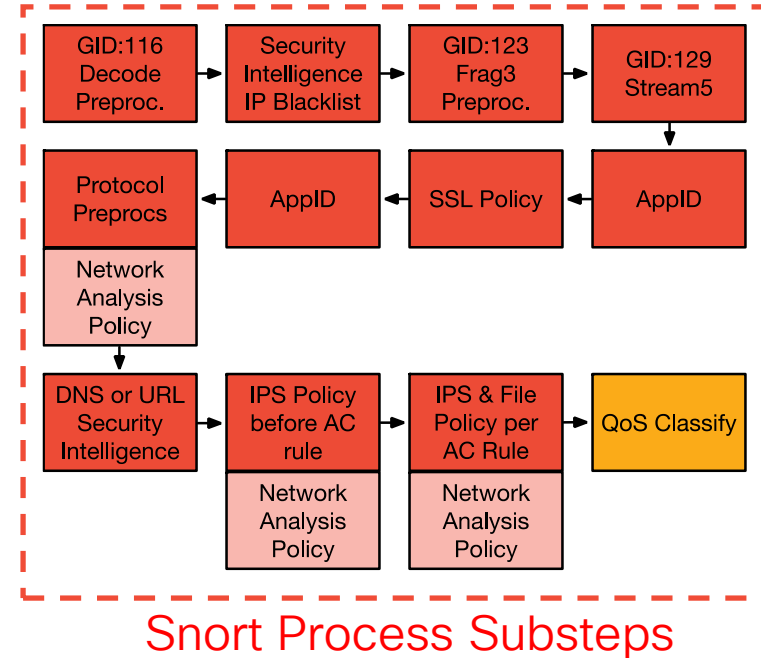 GID:116
Decode
Preproc.
Security
Intelligence
IP Blacklist
GID:123
Frag3
Preproc.
GID:129
Stream5
Protocol
Preprocs
AppID
SSL Policy
AppID
Network
Analysis
Policy
DNS or URL
Security
Intelligence
IPS Policy
before AC
rule
IPS & File
Policy per
AC Rule
QoS Classify
Network
Analysis
Policy
Network
Analysis
Policy
Snort Process Substeps